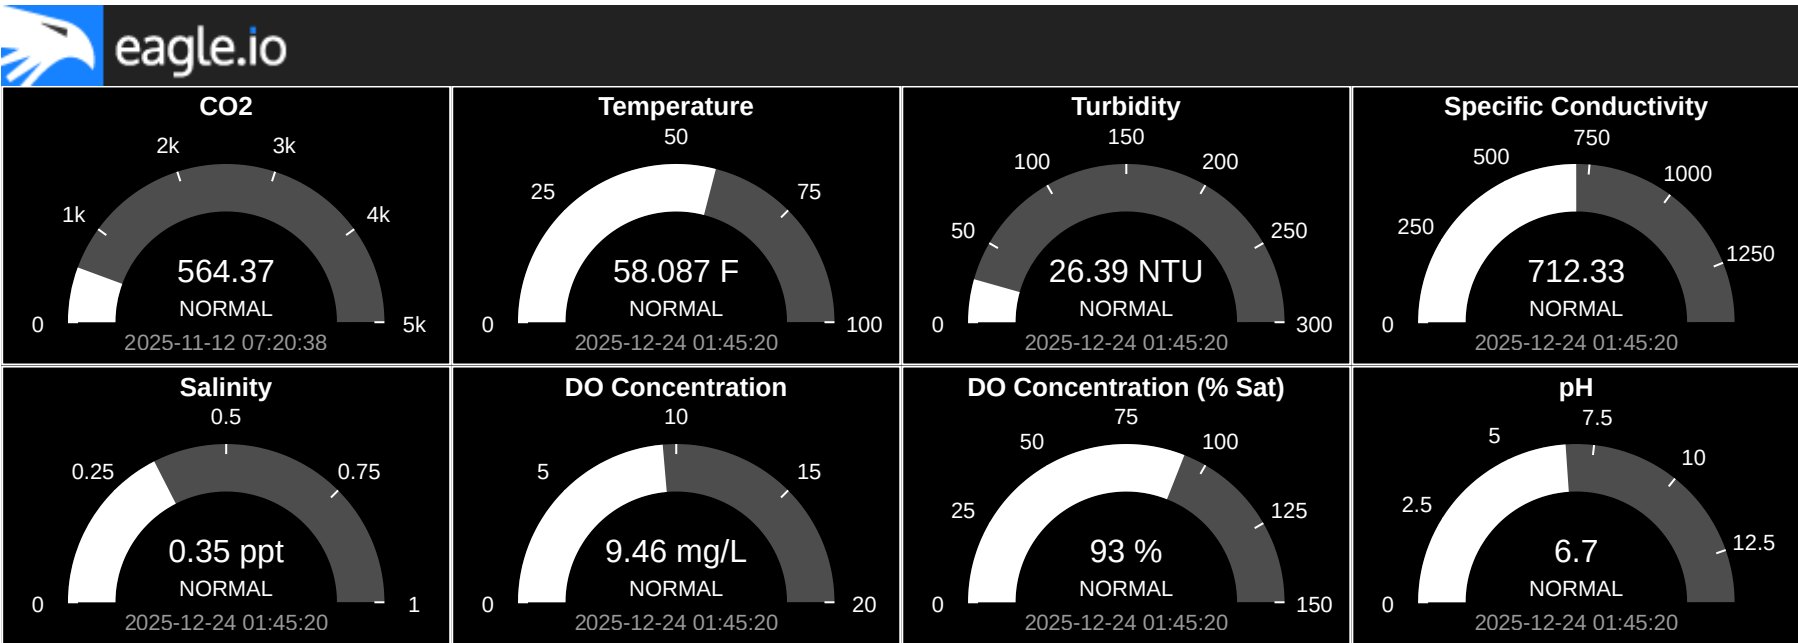 eagle.io
CO2
0
1k
2k
3k
4k
5k
564.37
NORMAL
2025-11-12 07:20:38
Temperature
0
25
50
75
100
58.087 F
NORMAL
2025-12-24 01:45:20
Turbidity
0
50
100
150
200
250
300
26.39 NTU
NORMAL
2025-12-24 01:45:20
Specific Conductivity
0
250
500
750
1000
1250
712.33
NORMAL
2025-12-24 01:45:20
Salinity
0
0.25
0.5
0.75
1
0.35 ppt
NORMAL
2025-12-24 01:45:20
DO Concentration
0
5
10
15
20
9.46 mg/L
NORMAL
2025-12-24 01:45:20
DO Concentration (% Sat)
0
25
50
75
100
125
150
93 %
NORMAL
2025-12-24 01:45:20
pH
0
2.5
5
7.5
10
12.5
6.7
NORMAL
2025-12-24 01:45:20